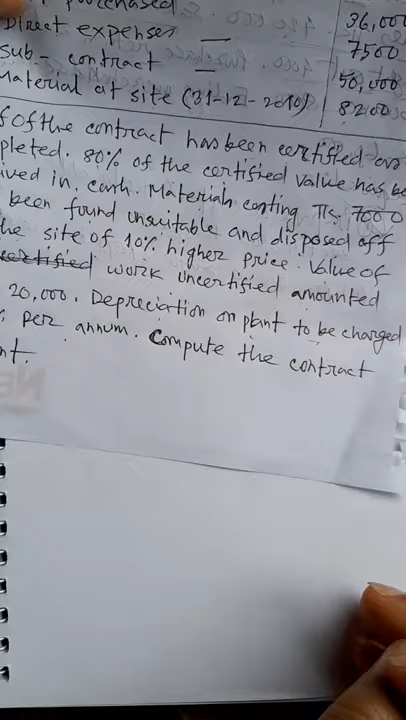 purchased
Direct expenses — 36,000
Sub-contract — 7500
Material at site (31-12-2010) 50,000
8200
of the contract has been certified as
pleted. 80% of the certified value has be
ived in cash. Materials costing Rs. 7000
been found unsuitable and disposed off
he site of 10% higher price. Value of
certified work uncertified amounted
20,000. Depreciation on plant to be charged
% per annum. Compute the contract
nt.